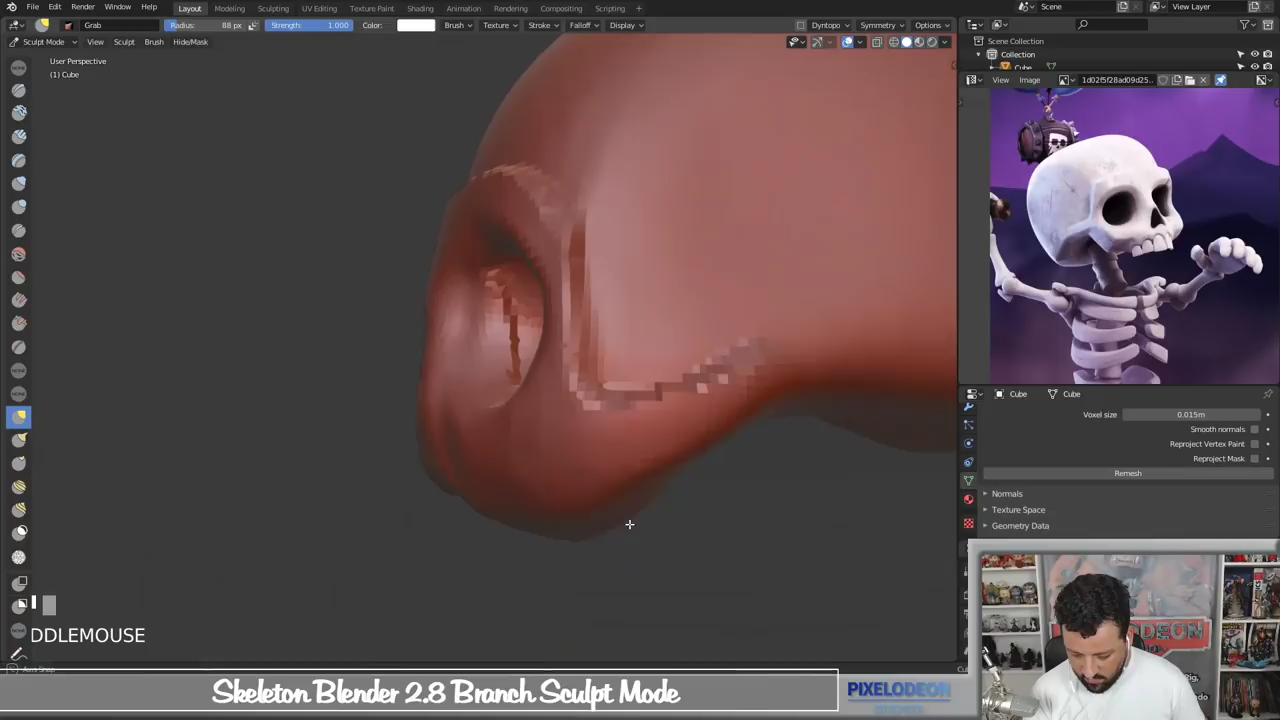 File Edit Render Window Help Layout Modeling Sculpting UV Editing Texture Paint Shading Animation Rendering Compositing Scripting Scene View Layer
Grab Radius: 88 px Strength: 1.000 Color: Brush Texture Stroke Falloff Display Dyntopo Symmetry Options
Sculpt Mode View Sculpt Brush Hide/Mask
Scene Collection
Collection
Cube
User Perspective
(1) Cube
View Image 1d02f5f28ad09d25..
Cube Cube
Voxel size 0.015m
Smooth normals
Reproject Vertex Paint
Reproject Mask
Remesh
Normals
Texture Space
Geometry Data
DDLEMOUSE
Skeleton Blender 2.8 Branch Sculpt Mode
PIXELODEON